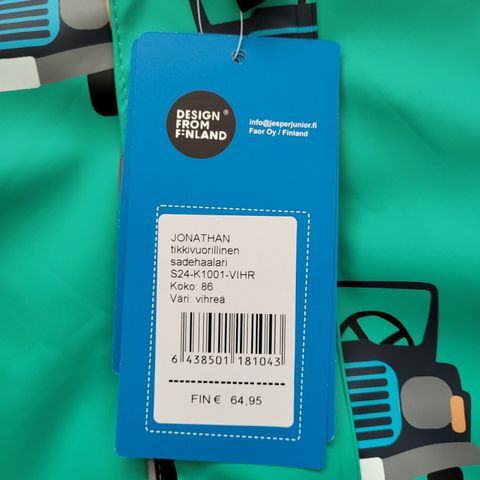 DESIGN ®
FROM
FINLAND
info@jesperjunior.fi
Faor Oy / Finland
JONATHAN
tikkivuorillinen
sadehaalari
S24-K1001-VIHR
Koko: 86
Väri: vihreä
6 438501 181043
FIN € 64,95